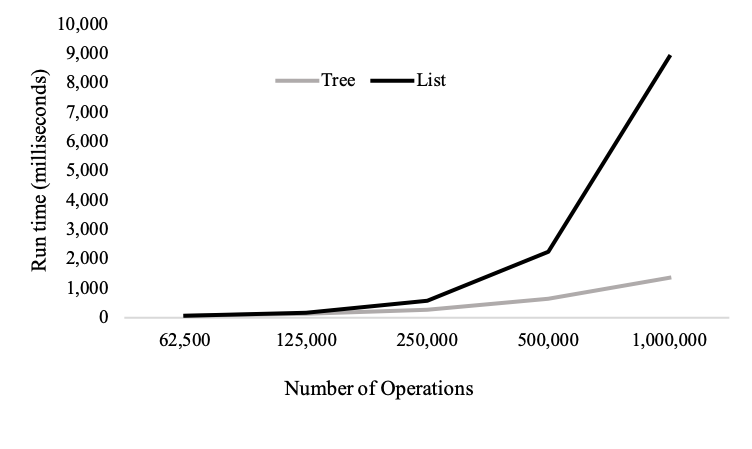 10,000
9,000
8,000
7,000
6,000
5,000
4,000
3,000
2,000
1,000
0
Run time (milliseconds)
Tree List
62,500 125,000 250,000 500,000 1,000,000
Number of Operations